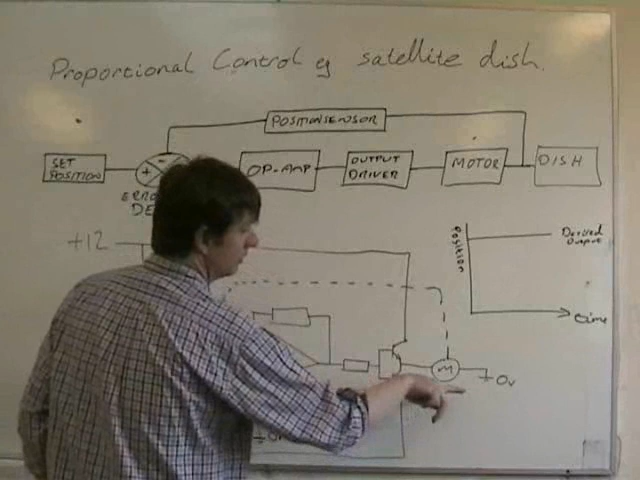 Proportional Control eg satellite dish.
POSITION SENSOR
SET POSITION
+ -
OP-AMP
OUTPUT DRIVER
MOTOR
DISH
+12
Position
Desired Output
time
M
0v